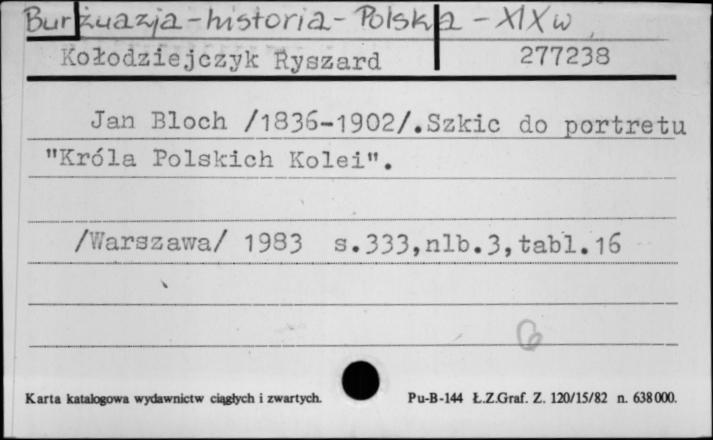 Burżuazja - historia - Polska - XIX w
Kołodziejczyk Ryszard 277238
Jan Bloch /1836-1902/.Szkic do portretu
"Króla Polskich Kolei".
/Warszawa/ 1983 s.333,nlb.3,tabl.16
Karta katalogowa wydawnictw ciągłych i zwartych. Pu-B-144 Ł.Z.Graf. Z. 120/15/82 n. 638000.